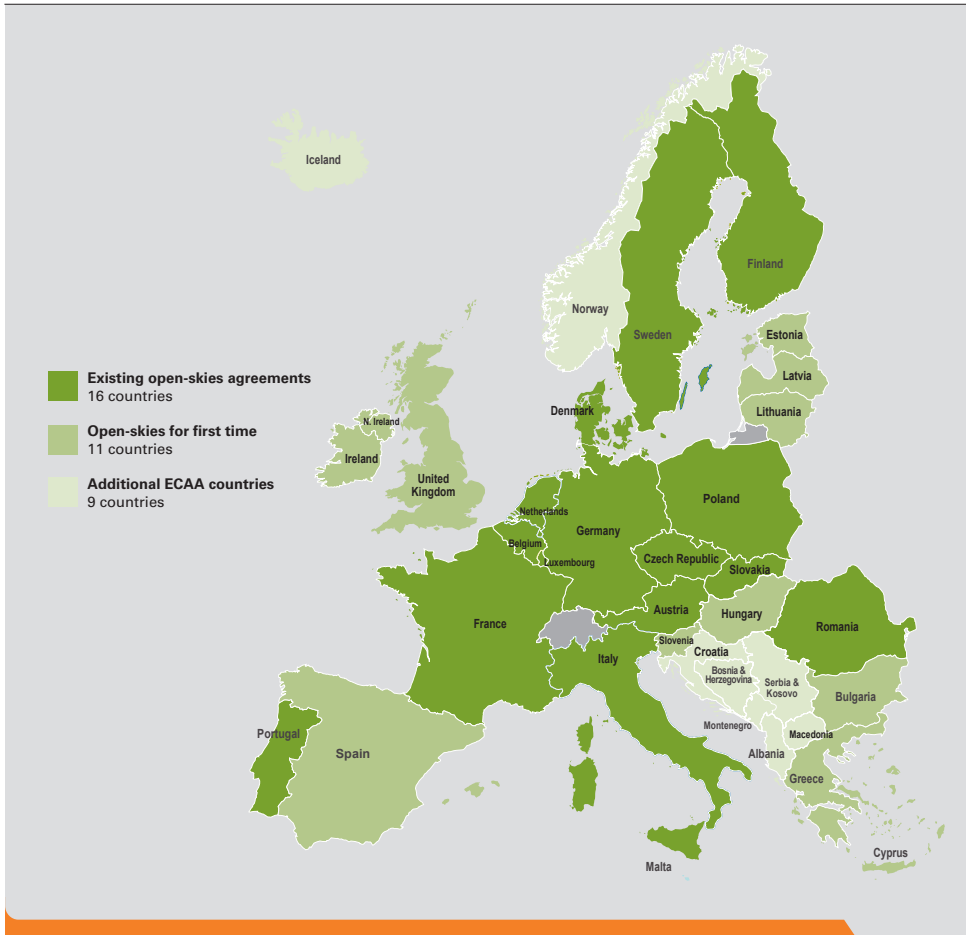 Iceland
Norway
Finland
Sweden
Estonia
Latvia
Lithuania
Existing open-skies agreements
16 countries
Open-skies for first time
11 countries
Additional ECAA countries
9 countries
Denmark
N. Ireland
Ireland
United
Kingdom
Netherlands
Belgium
Luxembourg
Germany
Poland
Czech Republic
Slovakia
Austria
Hungary
Romania
France
Italy
Slovenia
Croatia
Bosnia &
Herzegovina
Serbia &
Kosovo
Bulgaria
Montenegro
Macedonia
Albania
Greece
Portugal
Spain
Malta
Cyprus